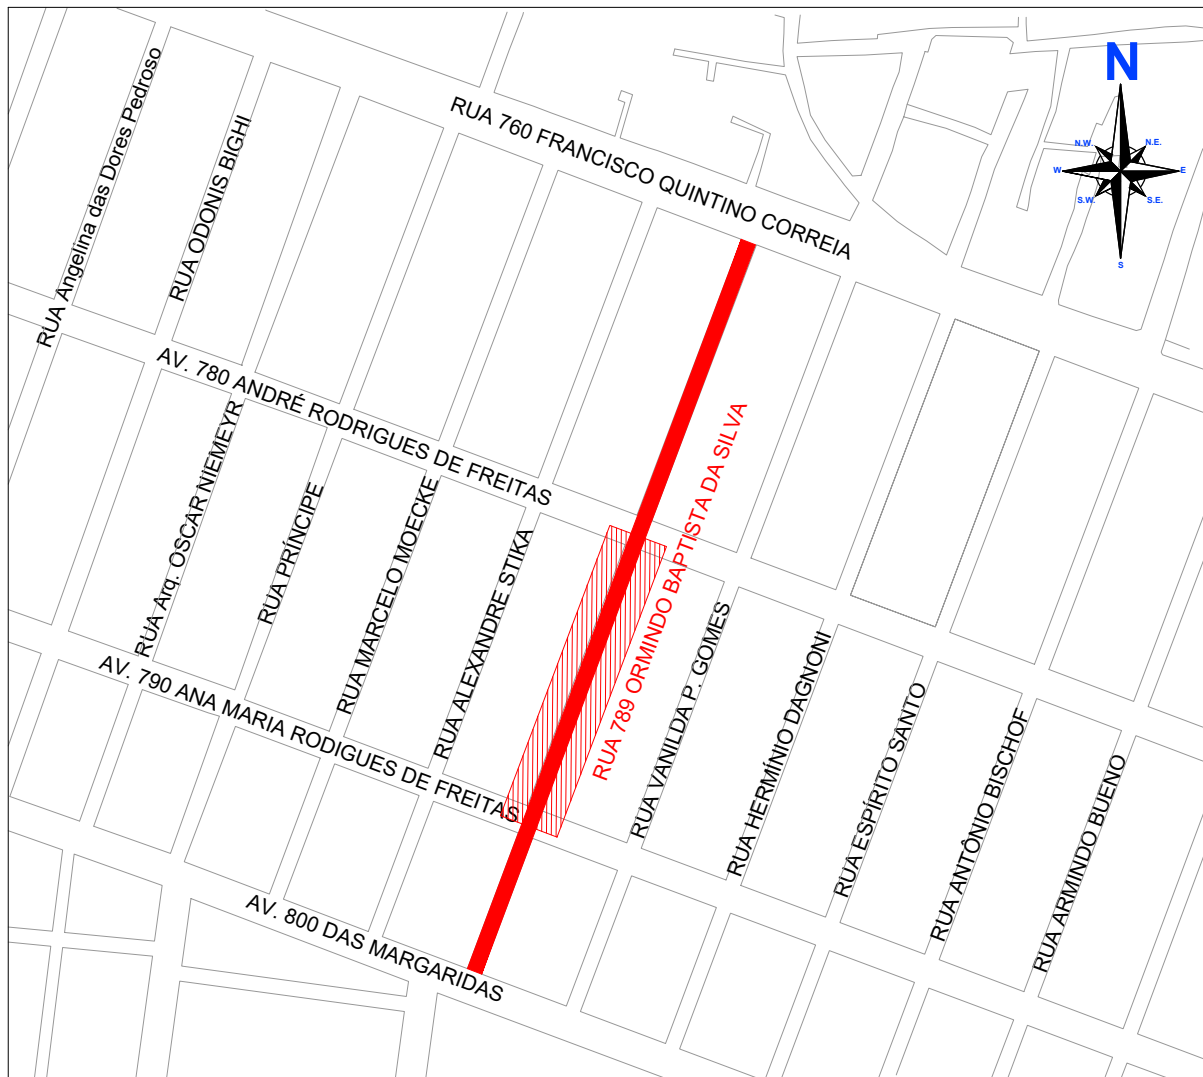 N
N.W.
N.E.
W
E
S.W.
S.E.
S
RUA 760 FRANCISCO QUINTINO CORREIA
RUA Angelina das Dores Pedroso
RUA ODONIS BIGHI
AV. 780 ANDRÉ RODRIGUES DE FREITAS
RUA Arq. OSCAR NIEMEYR
RUA PRÍNCIPE
RUA MARCELO MOECKE
RUA ALEXANDRE STIKA
RUA 789 ORMINDO BAPTISTA DA SILVA
RUA VANILDA P. GOMES
RUA HERMÍNIO DAGNONI
RUA ESPÍRITO SANTO
RUA ANTÔNIO BISCHOF
RUA ARMINDO BUENO
AV. 790 ANA MARIA RODIGUES DE FREITAS
AV. 800 DAS MARGARIDAS